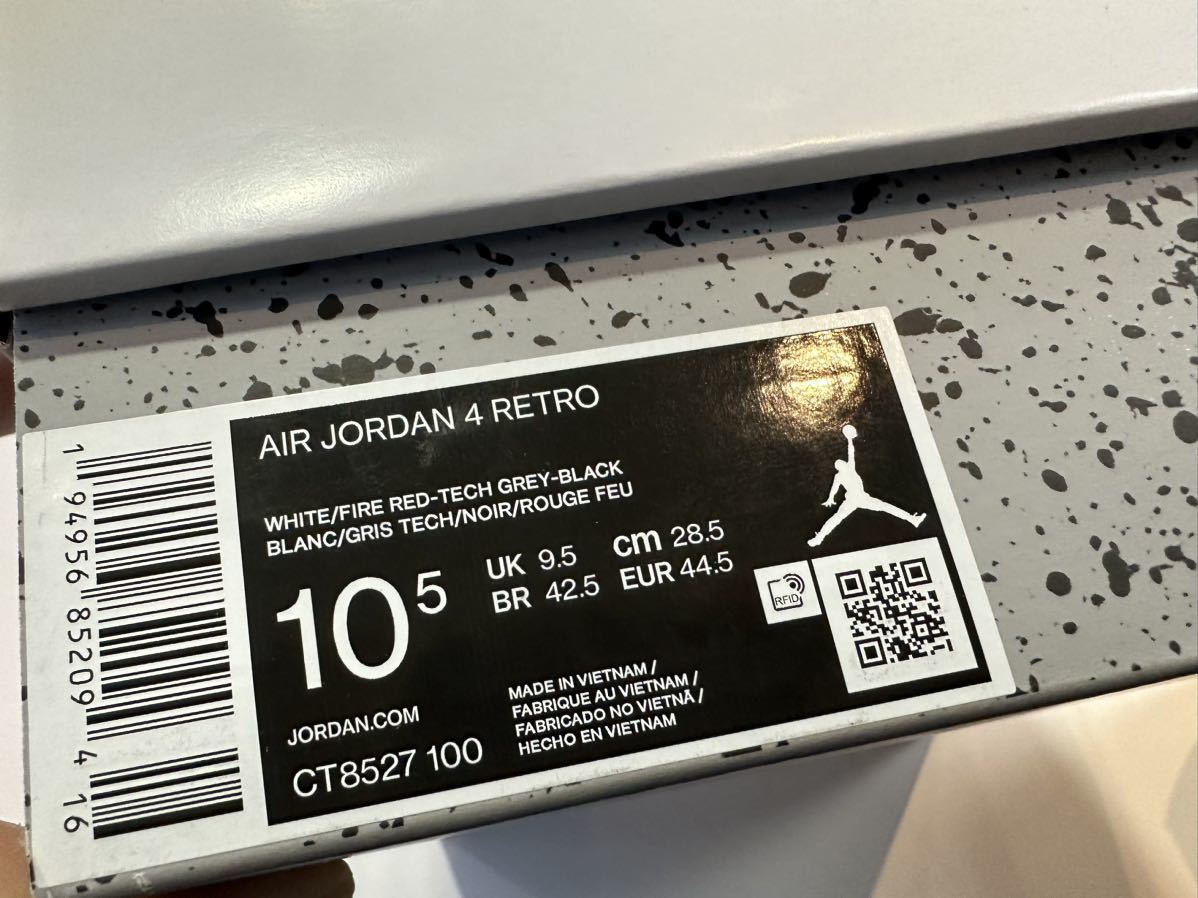 AIR JORDAN 4 RETRO
WHITE/FIRE RED-TECH GREY-BLACK
BLANC/GRIS TECH/NOIR/ROUGE FEU
10 5
UK 9.5 cm 28.5
BR 42.5 EUR 44.5
RFID
MADE IN VIETNAM /
FABRIQUE AU VIETNAM /
FABRICADO NO VIETNÃ /
HECHO EN VIETNAM
JORDAN.COM
CT8527 100
1 94956 85209 4 16